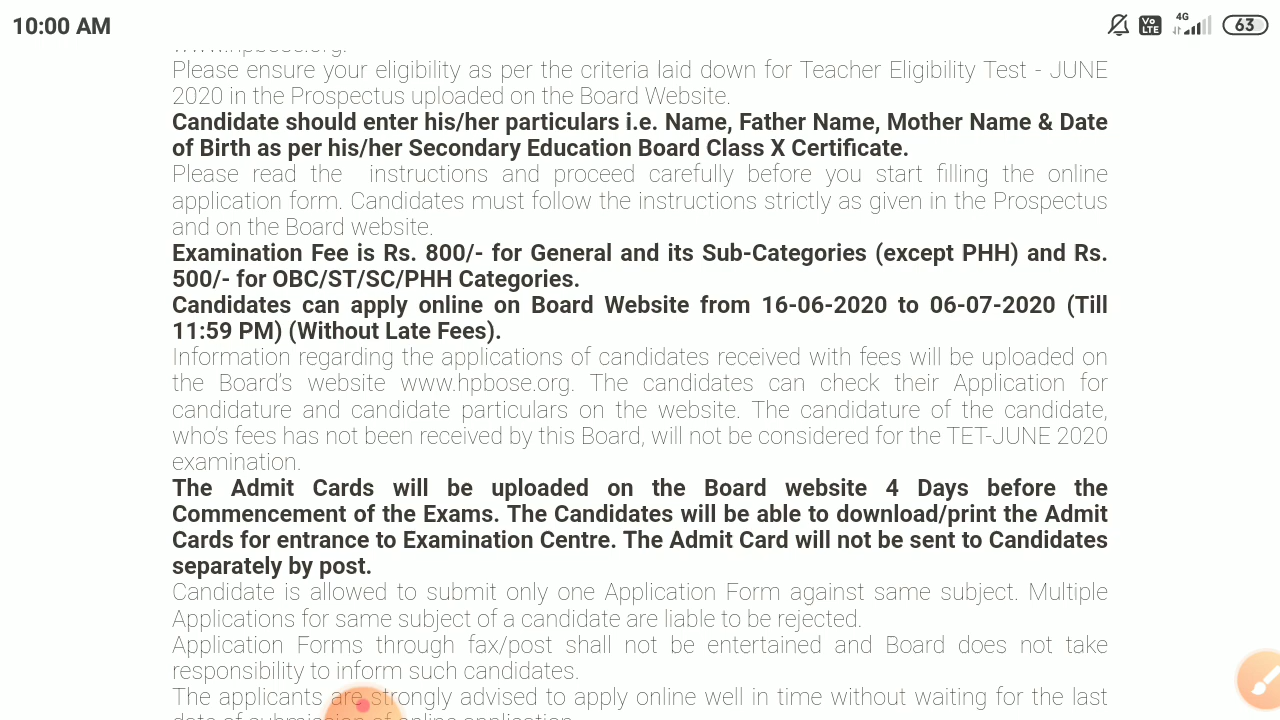 10:00 AM
Vo
LTE
4G
63
www.hpbose.org.
Please ensure your eligibility as per the criteria laid down for Teacher Eligibility Test - JUNE
2020 in the Prospectus uploaded on the Board Website.
Candidate should enter his/her particulars i.e. Name, Father Name, Mother Name & Date
of Birth as per his/her Secondary Education Board Class X Certificate.
Please read the instructions and proceed carefully before you start filling the online
application form. Candidates must follow the instructions strictly as given in the Prospectus
and on the Board website.
Examination Fee is Rs. 800/- for General and its Sub-Categories (except PHH) and Rs.
500/- for OBC/ST/SC/PHH Categories.
Candidates can apply online on Board Website from 16-06-2020 to 06-07-2020 (Till
11:59 PM) (Without Late Fees).
Information regarding the applications of candidates received with fees will be uploaded on
the Board's website www.hpbose.org. The candidates can check their Application for
candidature and candidate particulars on the website. The candidature of the candidate,
who's fees has not been received by this Board, will not be considered for the TET-JUNE 2020
examination.
The Admit Cards will be uploaded on the Board website 4 Days before the
Commencement of the Exams. The Candidates will be able to download/print the Admit
Cards for entrance to Examination Centre. The Admit Card will not be sent to Candidates
separately by post.
Candidate is allowed to submit only one Application Form against same subject. Multiple
Applications for same subject of a candidate are liable to be rejected.
Application Forms through fax/post shall not be entertained and Board does not take
responsibility to inform such candidates.
The applicants are strongly advised to apply online well in time without waiting for the last
date of submission of online application.